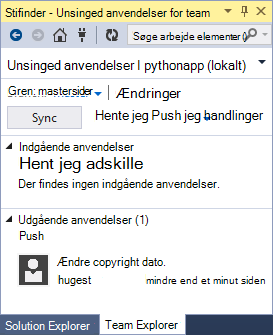 Stifinder - Unsinged anvendelser for team
Søge arbejde elementer ()
Unsinged anvendelser I pythonapp (lokalt)
Gren: mastersider Ændringer
Sync Hente jeg Push jeg handlinger
Indgående anvendelser
Hent jeg adskille
Der findes ingen indgående anvendelser.
Udgående anvendelser (1)
Push
Ændre copyright dato.
hugest mindre end et minut siden
Solution Explorer Team Explorer